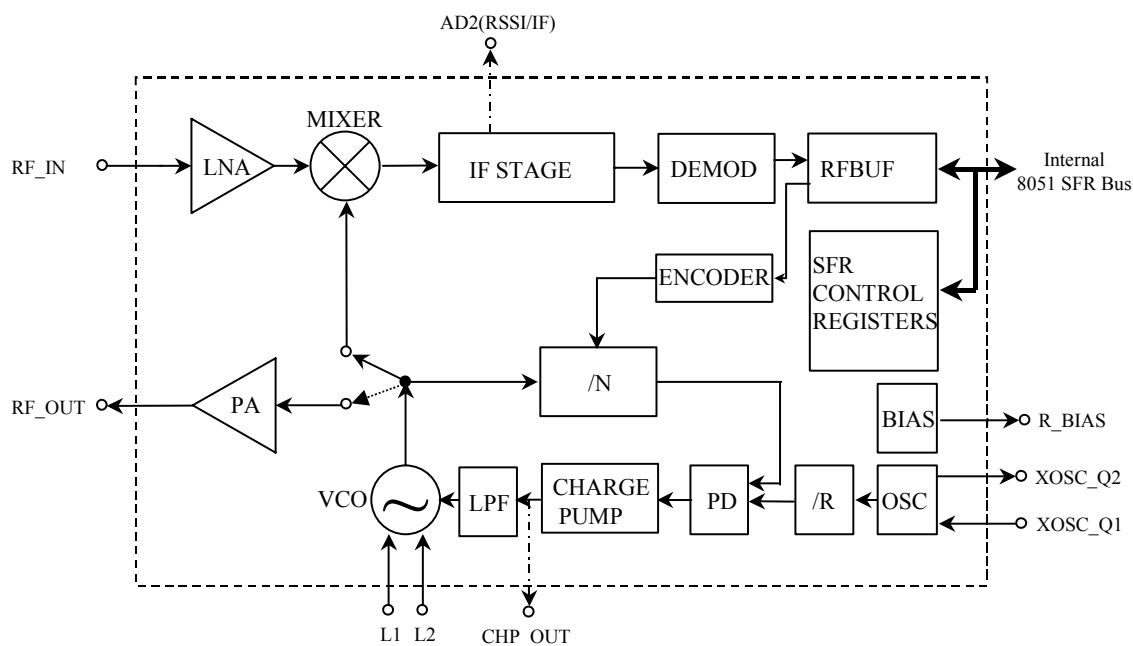 AD2(RSSI/IF)
MIXER
RF_IN
LNA
IF STAGE
DEMOD
RFBUF
Internal
8051 SFR Bus
ENCODER
SFR
CONTROL
REGISTERS
/N
RF_OUT
PA
BIAS
R_BIAS
VCO
LPF
CHARGE
PUMP
PD
/R
OSC
XOSC_Q2
XOSC_Q1
L1
L2
CHP_OUT